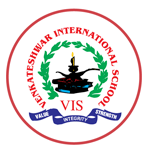 VENKATESHWAR INTERNATIONAL SCHOOL
VIS
VALUE INTEGRITY STRENGTH